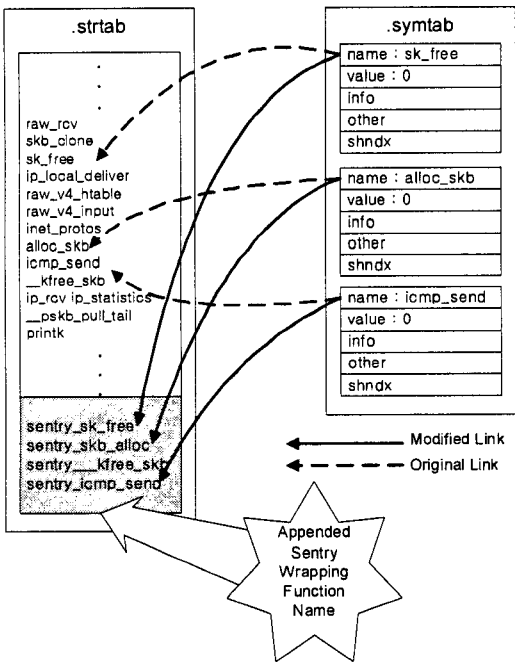 .strtab
raw_rcv
skb_clone
sk_free
ip_local_deliver
raw_v4_htable
raw_v4_input
inet_protos
alloc_skb
icmp_send
__kfree_skb
ip_rcv ip_statistics
__pskb_pull_tail
printk
sentry_sk_free
sentry_skb_alloc
sentry___kfree_skb
sentry_icmp_send
.symtab
name : sk_free
value : 0
info
other
shndx
name : alloc_skb
value : 0
info
other
shndx
name : icmp_send
value : 0
info
other
shndx
Modified Link
Original Link
Appended
Sentry
Wrapping
Function
Name